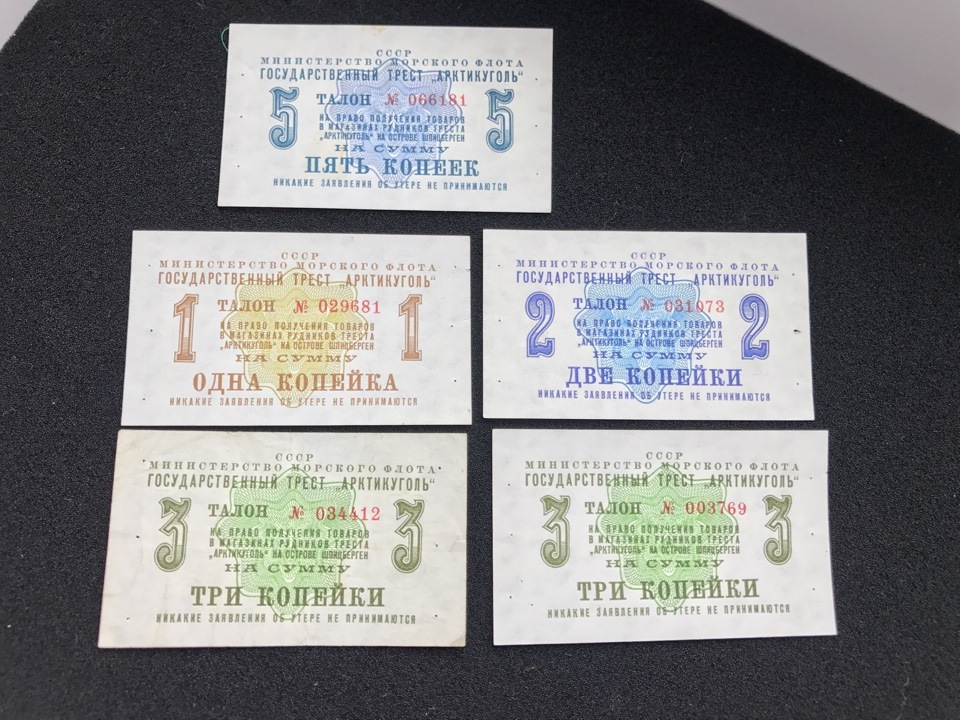 СССР
МИНИСТЕРСТВО МОРСКОГО ФЛОТА
ГОСУДАРСТВЕННЫЙ ТРЕСТ „АРКТИКУГОЛЬ“
5 ТАЛОН № 066181 5
НА ПРАВО ПОЛУЧЕНИЯ ТОВАРОВ
В МАГАЗИНАХ РУДНИКОВ ТРЕСТА
„АРКТИКУГОЛЬ“ НА ОСТРОВЕ ШПИЦБЕРГЕН
НА СУММУ
ПЯТЬ КОПЕЕК
НИКАКИЕ ЗАЯВЛЕНИЯ ОБ УТЕРЕ НЕ ПРИНИМАЮТСЯ
СССР
МИНИСТЕРСТВО МОРСКОГО ФЛОТА
ГОСУДАРСТВЕННЫЙ ТРЕСТ „АРКТИКУГОЛЬ“
1 ТАЛОН № 029681 1
НА ПРАВО ПОЛУЧЕНИЯ ТОВАРОВ
В МАГАЗИНАХ РУДНИКОВ ТРЕСТА
„АРКТИКУГОЛЬ“ НА ОСТРОВЕ ШПИЦБЕРГЕН
НА СУММУ
ОДНА КОПЕЙКА
НИКАКИЕ ЗАЯВЛЕНИЯ ОБ УТЕРЕ НЕ ПРИНИМАЮТСЯ
СССР
МИНИСТЕРСТВО МОРСКОГО ФЛОТА
ГОСУДАРСТВЕННЫЙ ТРЕСТ „АРКТИКУГОЛЬ“
2 ТАЛОН № 031073 2
НА ПРАВО ПОЛУЧЕНИЯ ТОВАРОВ
В МАГАЗИНАХ РУДНИКОВ ТРЕСТА
„АРКТИКУГОЛЬ“ НА ОСТРОВЕ ШПИЦБЕРГЕН
НА СУММУ
ДВЕ КОПЕЙКИ
НИКАКИЕ ЗАЯВЛЕНИЯ ОБ УТЕРЕ НЕ ПРИНИМАЮТСЯ
СССР
МИНИСТЕРСТВО МОРСКОГО ФЛОТА
ГОСУДАРСТВЕННЫЙ ТРЕСТ „АРКТИКУГОЛЬ“
3 ТАЛОН № 034412 3
НА ПРАВО ПОЛУЧЕНИЯ ТОВАРОВ
В МАГАЗИНАХ РУДНИКОВ ТРЕСТА
„АРКТИКУГОЛЬ“ НА ОСТРОВЕ ШПИЦБЕРГЕН
НА СУММУ
ТРИ КОПЕЙКИ
НИКАКИЕ ЗАЯВЛЕНИЯ ОБ УТЕРЕ НЕ ПРИНИМАЮТСЯ
СССР
МИНИСТЕРСТВО МОРСКОГО ФЛОТА
ГОСУДАРСТВЕННЫЙ ТРЕСТ „АРКТИКУГОЛЬ“
3 ТАЛОН № 003769 3
НА ПРАВО ПОЛУЧЕНИЯ ТОВАРОВ
В МАГАЗИНАХ РУДНИКОВ ТРЕСТА
„АРКТИКУГОЛЬ“ НА ОСТРОВЕ ШПИЦБЕРГЕН
НА СУММУ
ТРИ КОПЕЙКИ
НИКАКИЕ ЗАЯВЛЕНИЯ ОБ УТЕРЕ НЕ ПРИНИМАЮТСЯ